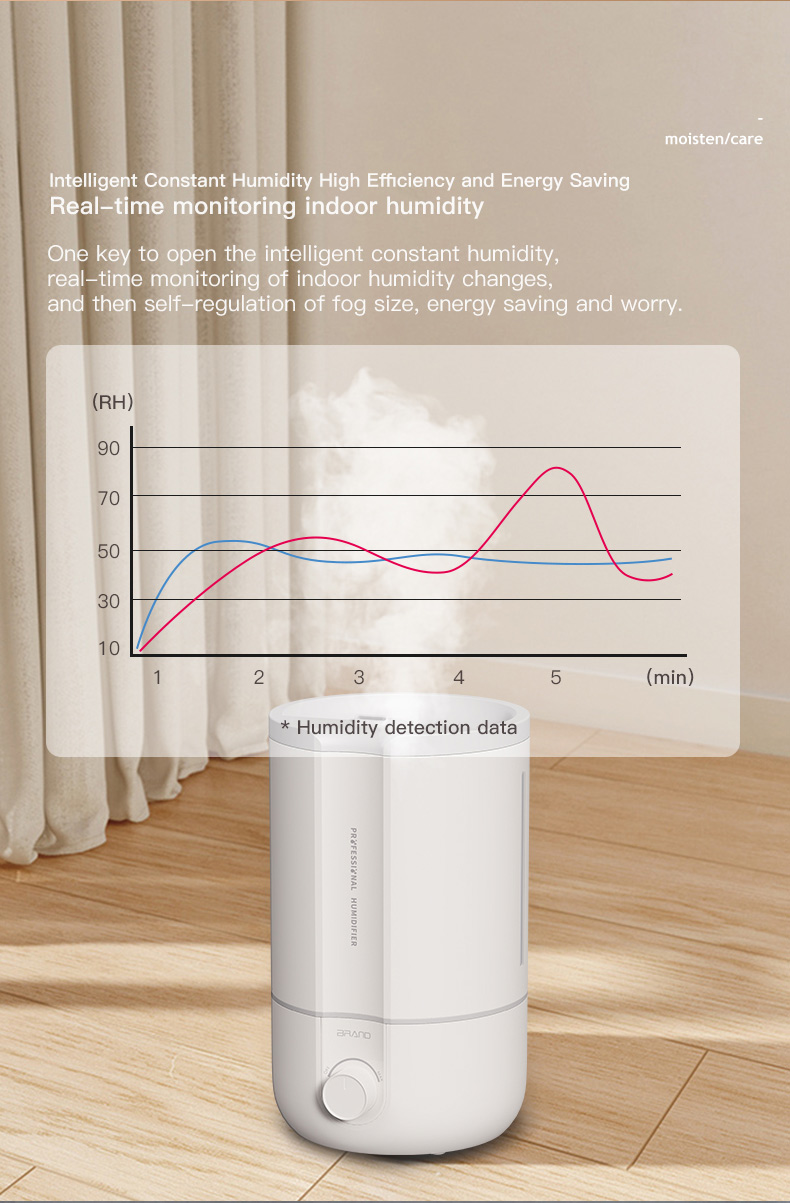 -
moisten/care
Intelligent Constant Humidity High Efficiency and Energy Saving
Real-time monitoring indoor humidity
One key to open the intelligent constant humidity,
real-time monitoring of indoor humidity changes,
and then self-regulation of fog size, energy saving and worry.
(RH)
90
70
50
30
10
1 2 3 4 5 (min)
* Humidity detection data
PROFESSIONAL HUMIDIFIER
BRAND